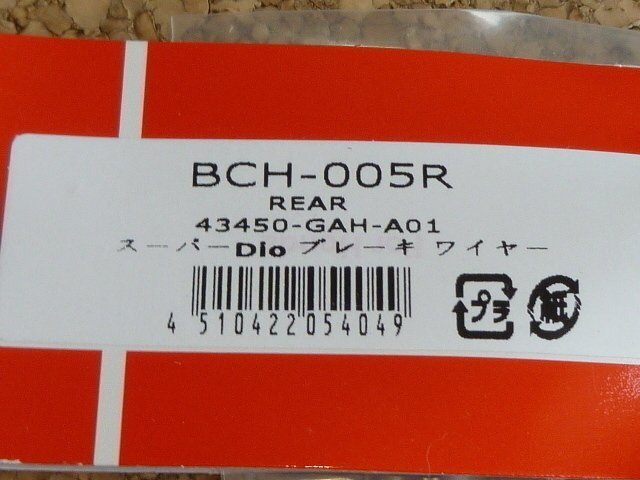 BCH-005R
REAR
43450-GAH-A01
スーパーDio ブレーキ ワイヤー
4 510422 054049
プラ 紙